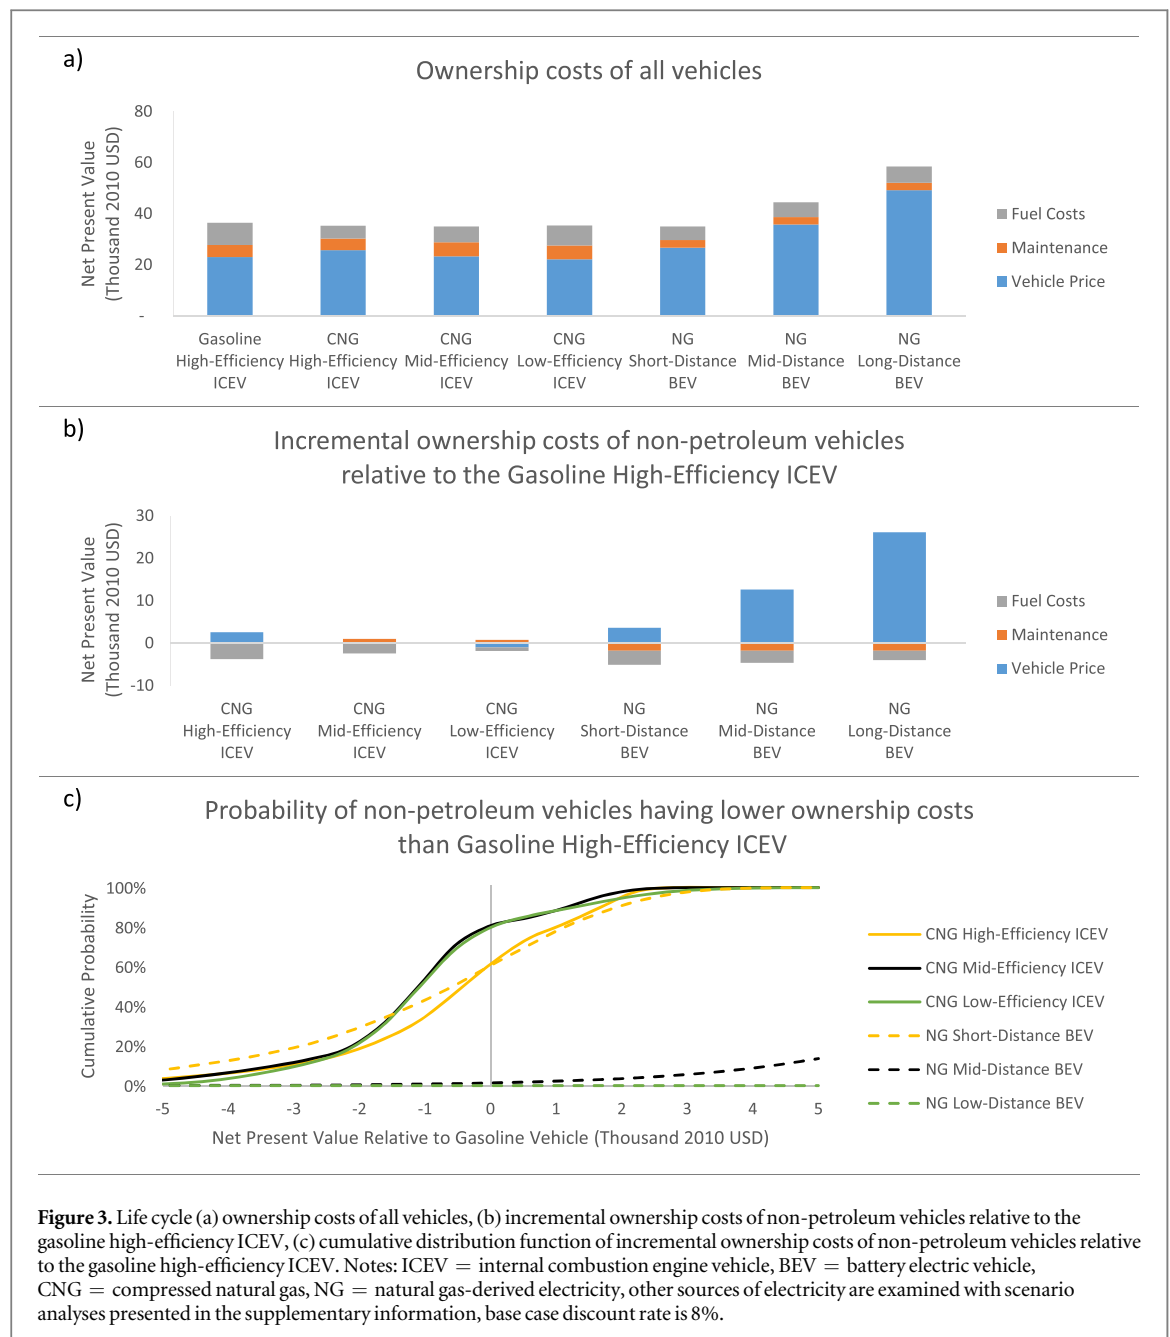 a)
Ownership costs of all vehicles
Net Present Value
(Thousand 2010 USD)
80
60
40
20
-
Gasoline
High-Efficiency
ICEV
CNG
High-Efficiency
ICEV
CNG
Mid-Efficiency
ICEV
CNG
Low-Efficiency
ICEV
NG
Short-Distance
BEV
NG
Mid-Distance
BEV
NG
Long-Distance
BEV
Fuel Costs
Maintenance
Vehicle Price
b)
Incremental ownership costs of non-petroleum vehicles
relative to the Gasoline High-Efficiency ICEV
Net Present Value
(Thousand 2010 USD)
30
20
10
0
-10
CNG
High-Efficiency
ICEV
CNG
Mid-Efficiency
ICEV
CNG
Low-Efficiency
ICEV
NG
Short-Distance
BEV
NG
Mid-Distance
BEV
NG
Long-Distance
BEV
Fuel Costs
Maintenance
Vehicle Price
c)
Probability of non-petroleum vehicles having lower ownership costs
than Gasoline High-Efficiency ICEV
Cumulative Probability
100%
80%
60%
40%
20%
0%
-5 -4 -3 -2 -1 0 1 2 3 4 5
Net Present Value Relative to Gasoline Vehicle (Thousand 2010 USD)
CNG High-Efficiency ICEV
CNG Mid-Efficiency ICEV
CNG Low-Efficiency ICEV
NG Short-Distance BEV
NG Mid-Distance BEV
NG Low-Distance BEV
Figure 3. Life cycle (a) ownership costs of all vehicles, (b) incremental ownership costs of non-petroleum vehicles relative to the
gasoline high-efficiency ICEV, (c) cumulative distribution function of incremental ownership costs of non-petroleum vehicles relative
to the gasoline high-efficiency ICEV. Notes: ICEV = internal combustion engine vehicle, BEV = battery electric vehicle,
CNG = compressed natural gas, NG = natural gas-derived electricity, other sources of electricity are examined with scenario
analyses presented in the supplementary information, base case discount rate is 8%.